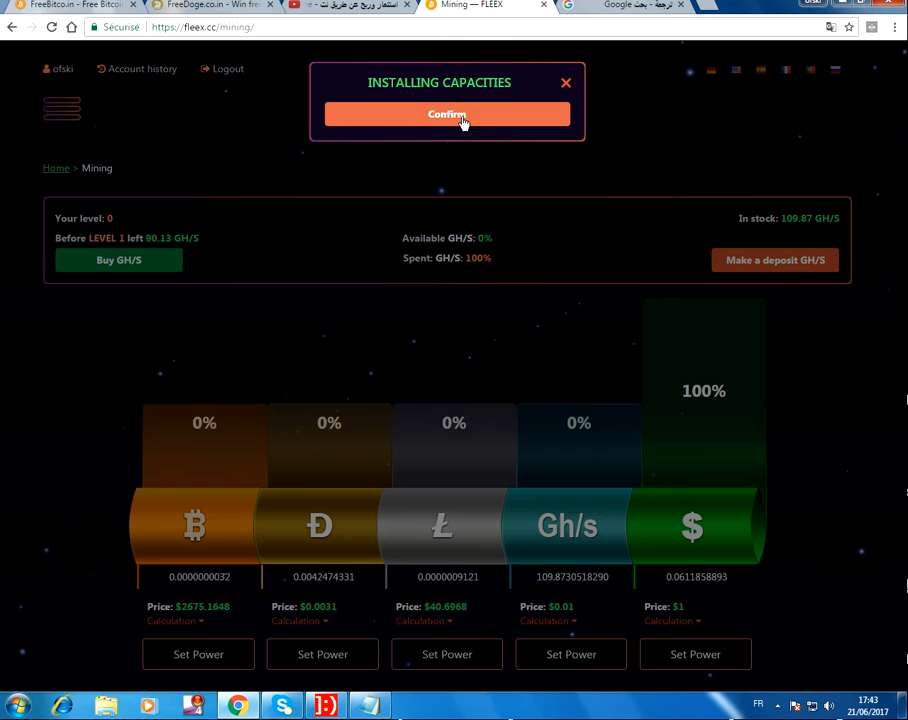 FreeBitco.in - Free Bitcoi
FreeDoge.co.in - Win fre
استثمار وربح عن طريق نت - e
Mining — FLEEX
Google بحث - ترجمة
ofski
Sécurisé
https://fleex.cc/mining/
ofski
Account history
Logout
INSTALLING CAPACITIES
Confirm
Home > Mining
Your level: 0
In stock: 109.87 GH/S
Before LEVEL 1 left 90.13 GH/S
Available GH/S: 0%
Buy GH/S
Spent: GH/S: 100%
Make a deposit GH/S
0% 0% 0% 0% 100%
₿ Ð Ł Gh/s $
0.0000000032 0.0042474331 0.0000009121 109.8730518290 0.0611858893
Price: $2675.1648 Price: $0.0031 Price: $40.6968 Price: $0.01 Price: $1
Calculation Calculation Calculation Calculation Calculation
Set Power Set Power Set Power Set Power Set Power
FR
17:43
21/06/2017